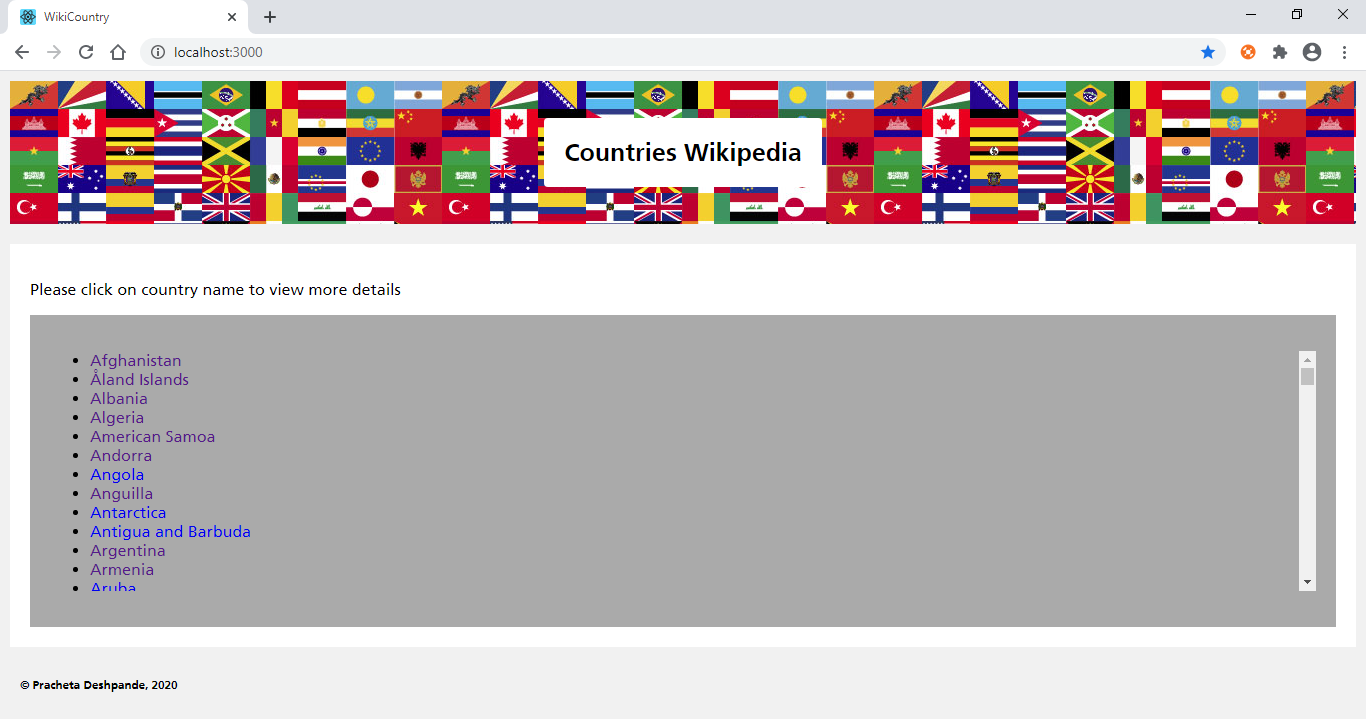 WikiCountry
localhost:3000
Countries Wikipedia
Please click on country name to view more details
Afghanistan
Åland Islands
Albania
Algeria
American Samoa
Andorra
Angola
Anguilla
Antarctica
Antigua and Barbuda
Argentina
Armenia
Aruba
© Pracheta Deshpande, 2020